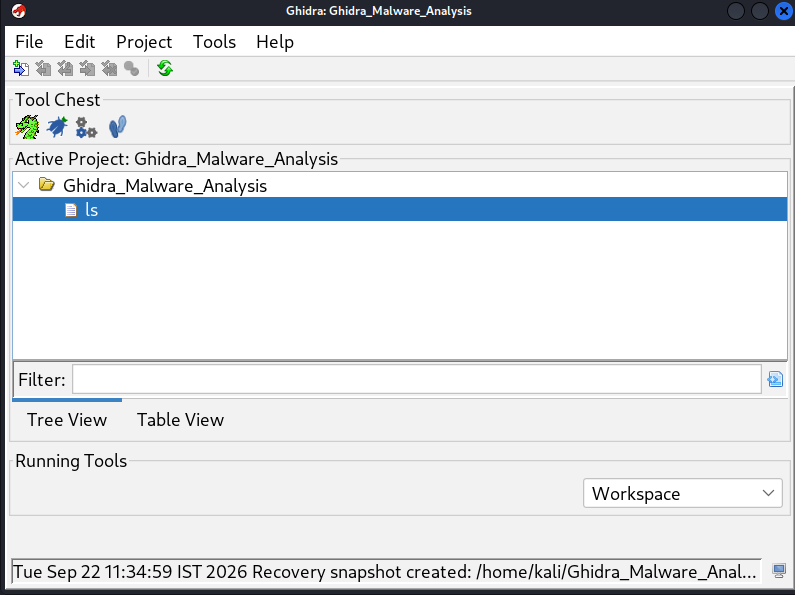 Ghidra: Ghidra_Malware_Analysis
File Edit Project Tools Help
Tool Chest
Active Project: Ghidra_Malware_Analysis
Ghidra_Malware_Analysis
ls
Filter:
Tree View Table View
Running Tools
Workspace
Tue Sep 22 11:34:59 IST 2026 Recovery snapshot created: /home/kali/Ghidra_Malware_Anal...